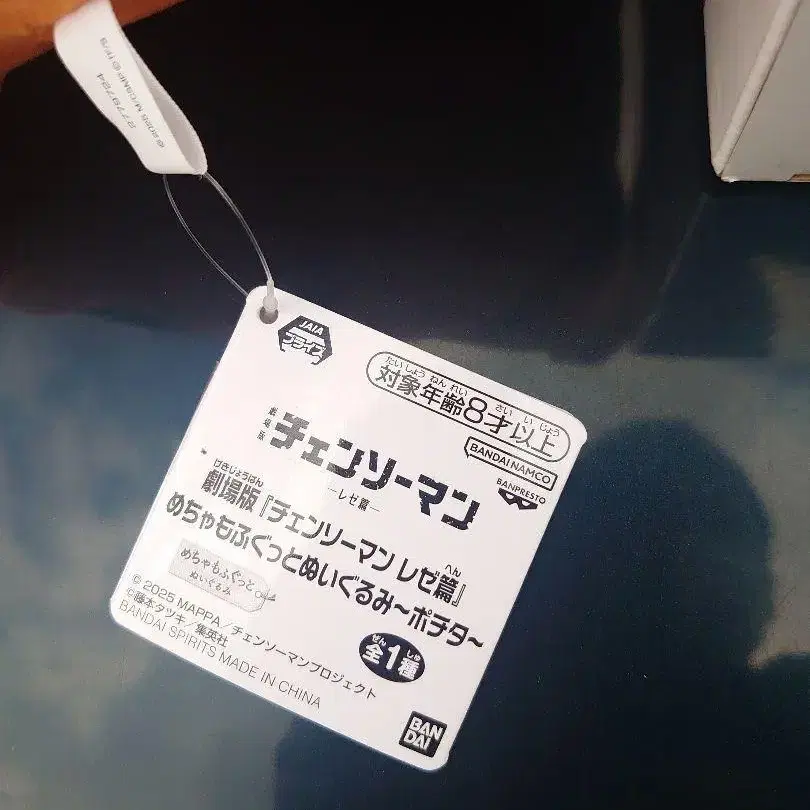 ©2025 M/CSMP ©TF/S
2779724
JAIA
プライズ
たいしょうねんれい さいいじょう
対象年齢8才以上
BANDAI NAMCO
BANPRESTO
劇場版
チェンソーマン
―レゼ篇―
げきじょうばん へん
劇場版『チェンソーマン レゼ篇』
めちゃもふぐっとぬいぐるみ~ポチタ~
めちゃもふぐっと
ぬいぐるみ
ぜん しゅ
全1種
© 2025 MAPPA／チェンソーマンプロジェクト
©藤本タツキ／集英社
BANDAI SPIRITS MADE IN CHINA
BAN
DAI